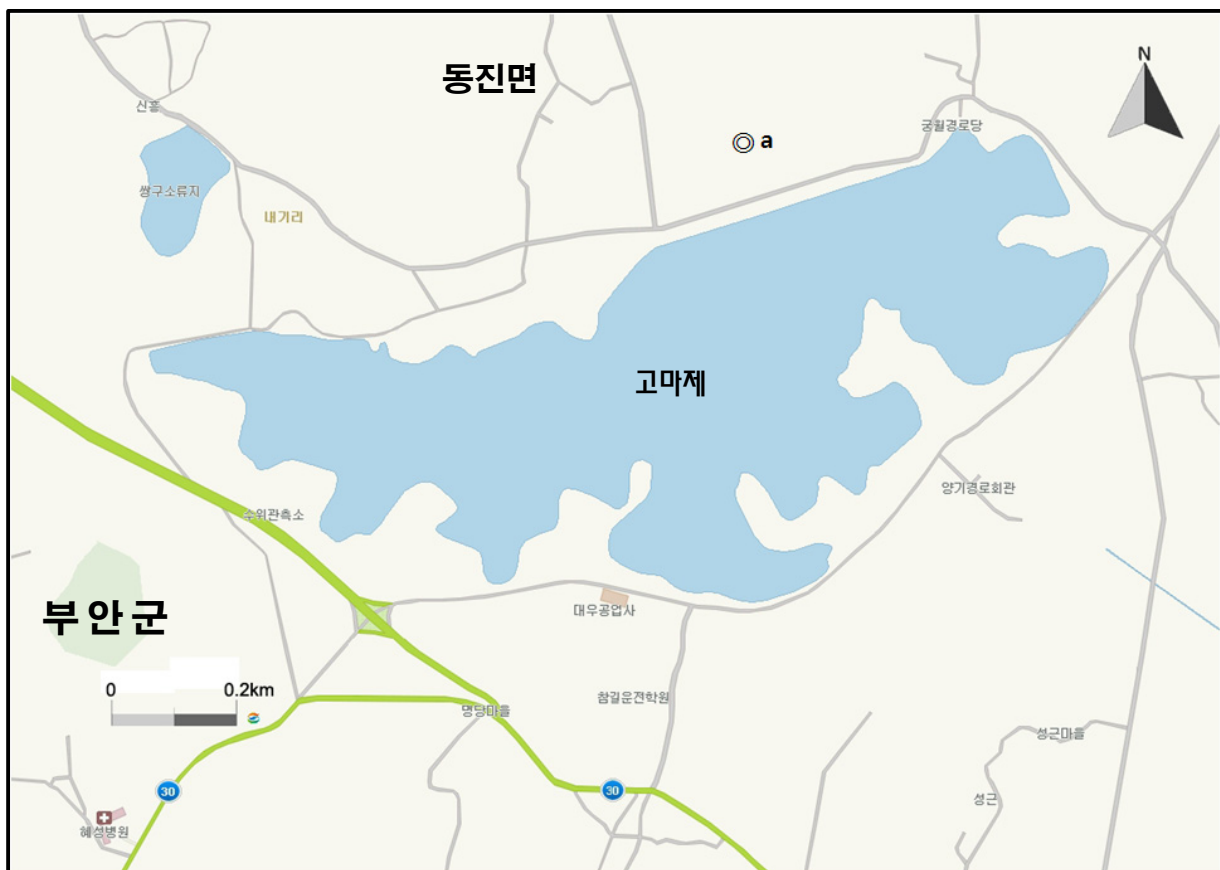 동진면
N
신흥
궁월경로당
a
쌍구소류지
내기리
고마제
양기경로회관
수위관측소
부안군
대우공업사
0 0.2km
참길운전학원
명당마을
성근마을
30
30
성근
혜성병원